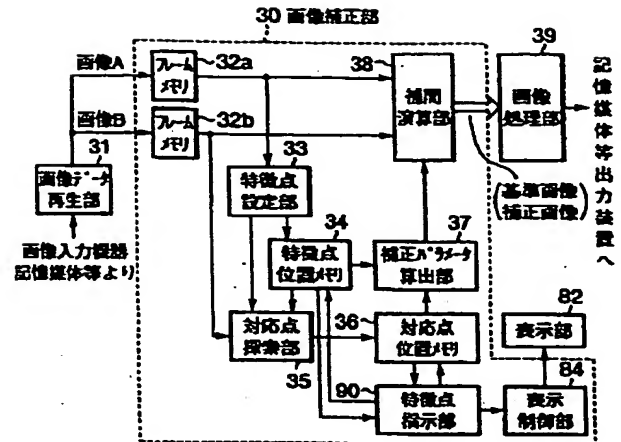 30 画像補正部
39
画像A
フレーム
メモリ
32a
38
補間
演算部
画像
処理部
記憶媒体等出力装置へ
画像B
フレーム
メモリ
32b
31
画像データ
再生部
33
特徴点
設定部
(基準画像
補正画像)
画像入力機器
記憶媒体等より
34
特徴点
位置メモリ
37
補正パラメータ
算出部
対応点
探索部
35
36
対応点
位置メモリ
82
表示部
90
特徴点
指示部
84
表示
制御部